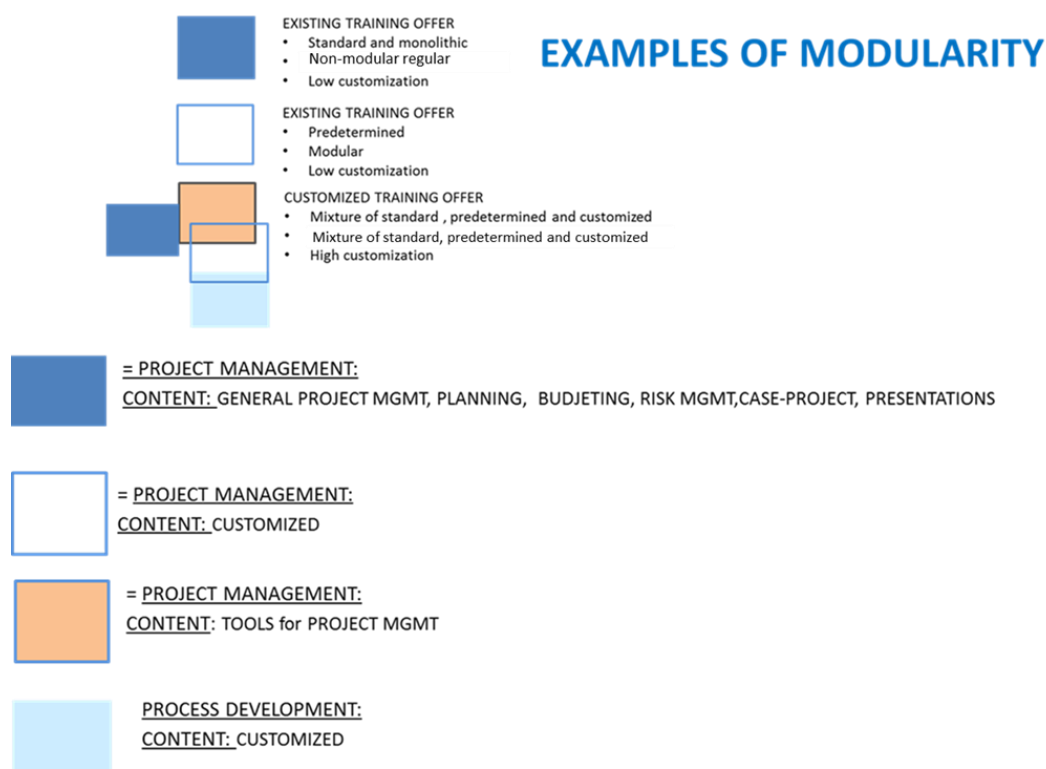 EXAMPLES OF MODULARITY
EXISTING TRAINING OFFER
• Standard and monolithic
• Non-modular regular
• Low customization
EXISTING TRAINING OFFER
• Predetermined
• Modular
• Low customization
CUSTOMIZED TRAINING OFFER
• Mixture of standard , predetermined and customized
• Mixture of standard, predetermined and customized
• High customization
= PROJECT MANAGEMENT:
CONTENT: GENERAL PROJECT MGMT, PLANNING, BUDJETING, RISK MGMT,CASE-PROJECT, PRESENTATIONS
= PROJECT MANAGEMENT:
CONTENT: CUSTOMIZED
= PROJECT MANAGEMENT:
CONTENT: TOOLS for PROJECT MGMT
PROCESS DEVELOPMENT:
CONTENT: CUSTOMIZED